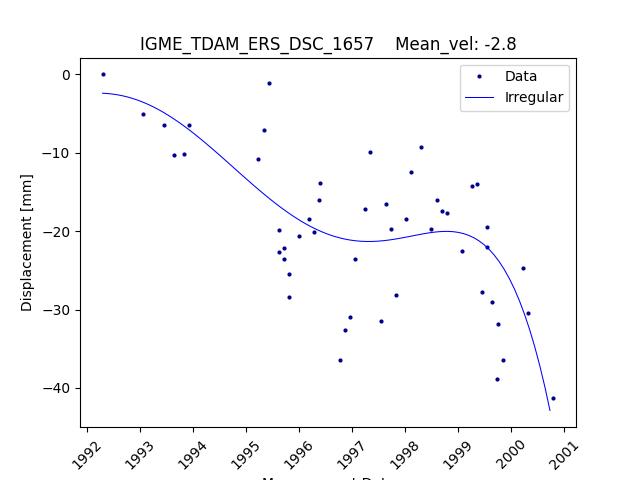 IGME_TDAM_ERS_DSC_1657    Mean_vel: -2.8
Data
Irregular
Displacement [mm]
0
−10
−20
−30
−40
1992 1993 1994 1995 1996 1997 1998 1999 2000 2001